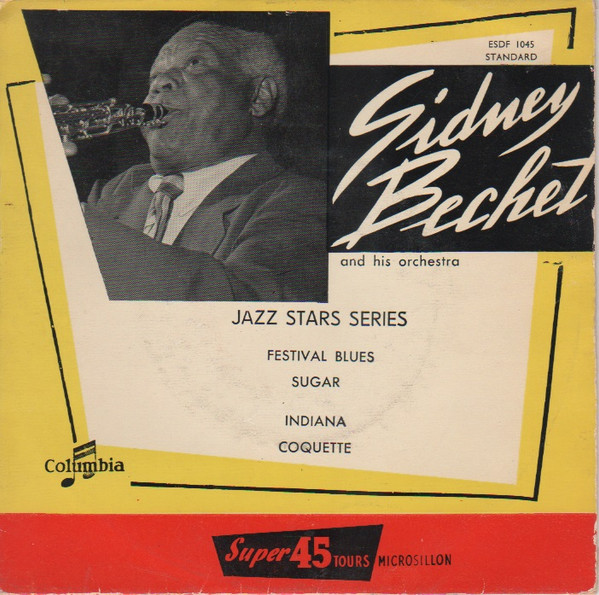 ESDF 1045
STANDARD
Sidney
Bechet
and his orchestra
JAZZ STARS SERIES
FESTIVAL BLUES
SUGAR
INDIANA
COQUETTE
Columbia
Super 45 TOURS MICROSILLON